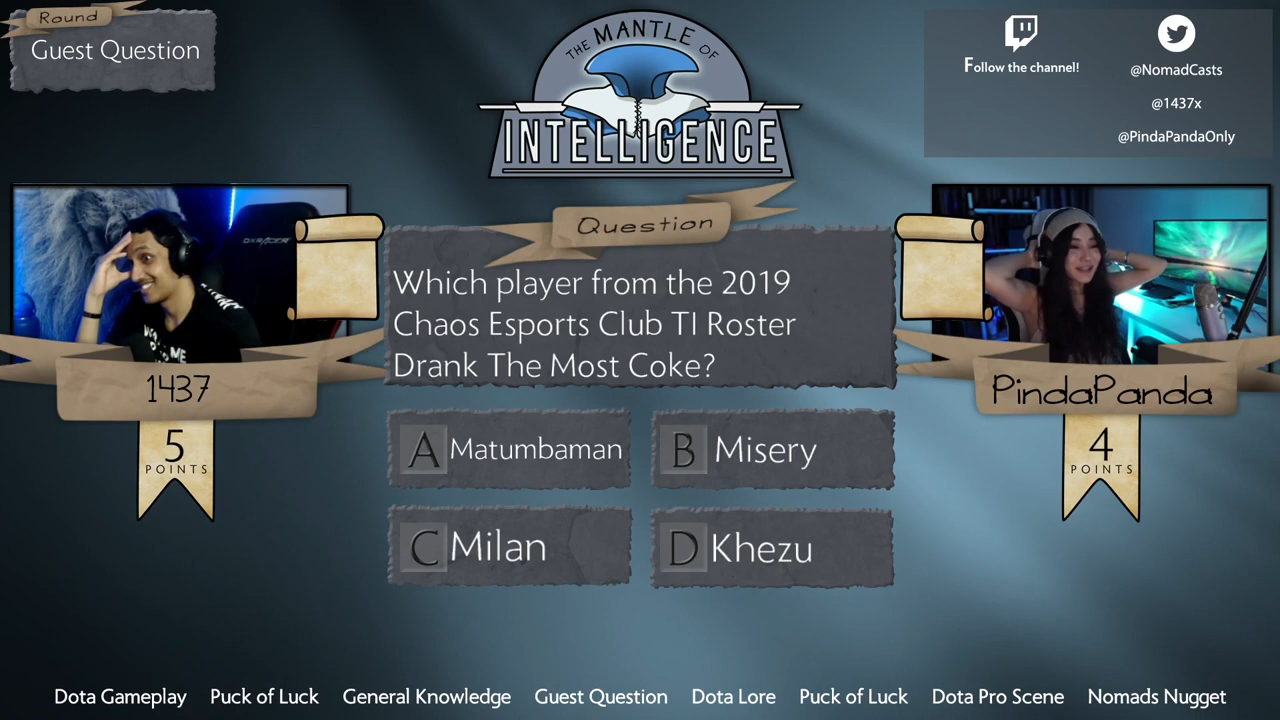 Round
Guest Question
THE MANTLE OF
INTELLIGENCE
Follow the channel!
@NomadCasts
@1437x
@PindaPandaOnly
DXRACER
Question
Which player from the 2019
Chaos Esports Club TI Roster
Drank The Most Coke?
1437
5
POINTS
PindaPanda
4
POINTS
A Matumbaman
B Misery
C Milan
D Khezu
Dota Gameplay Puck of Luck General Knowledge Guest Question Dota Lore Puck of Luck Dota Pro Scene Nomads Nugget